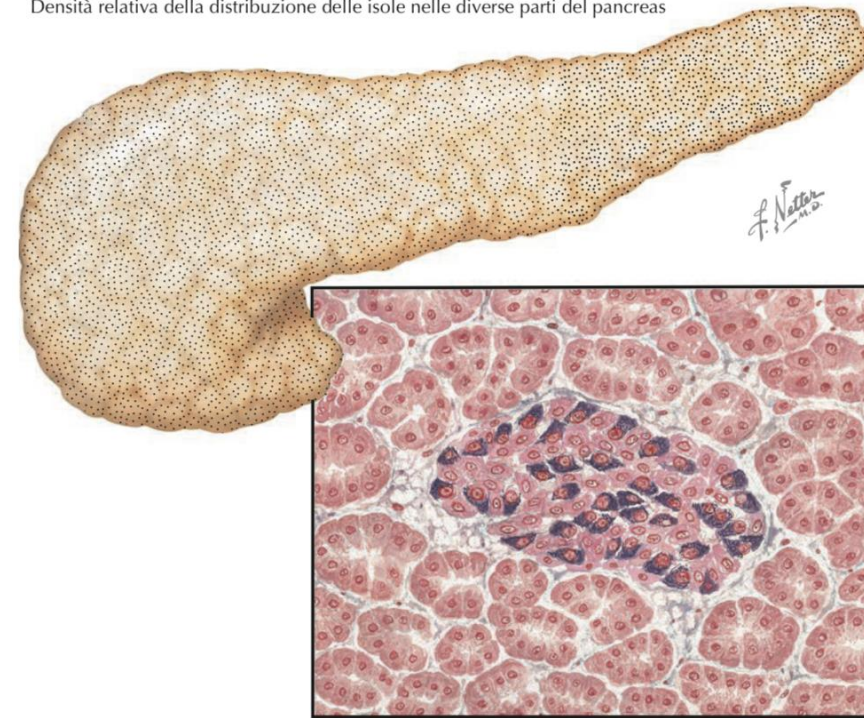 Densità relativa della distribuzione delle isole nelle diverse parti del pancreas
F. Netter
M.D.